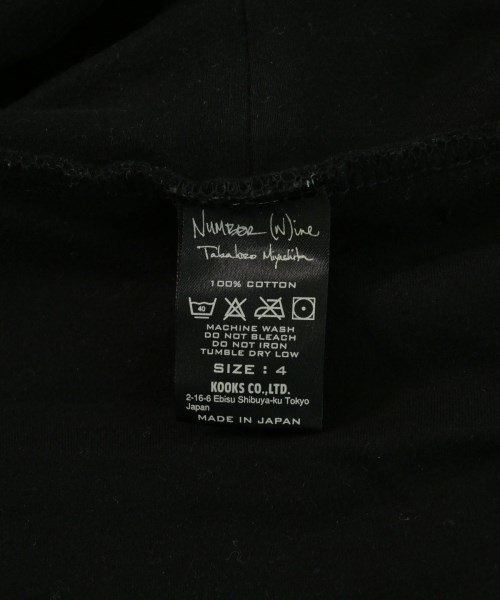 NUMBER (N)ine
Takahiro Miyashita
100% COTTON
40
MACHINE WASH
DO NOT BLEACH
DO NOT IRON
TUMBLE DRY LOW
SIZE : 4
KOOKS CO.,LTD.
2-16-6 Ebisu Shibuya-ku Tokyo
Japan
MADE IN JAPAN